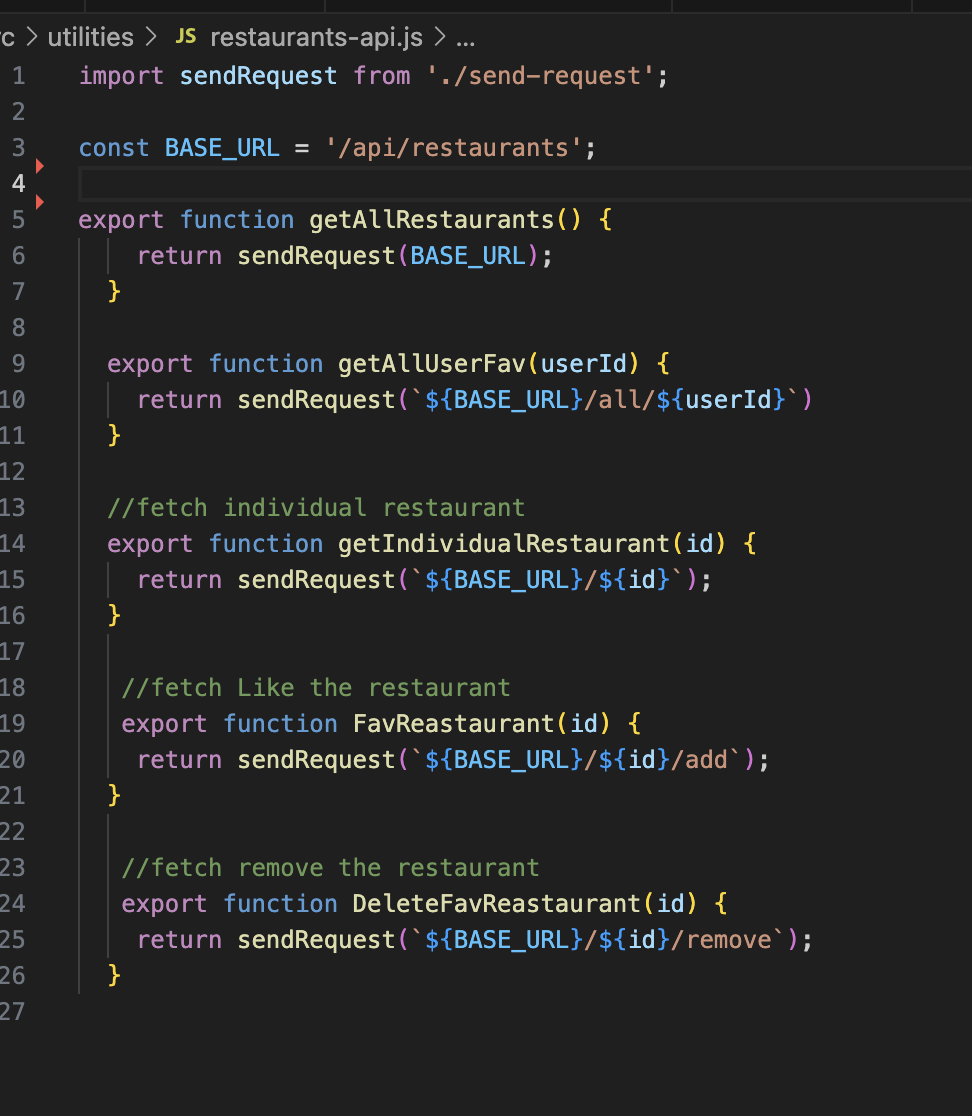 rc > utilities > JS restaurants-api.js > ...
1 import sendRequest from './send-request';
2
3 const BASE_URL = '/api/restaurants';
4
5 export function getAllRestaurants() {
6 return sendRequest(BASE_URL);
7 }
8
9 export function getAllUserFav(userId) {
10 return sendRequest(`${BASE_URL}/all/${userId}`)
11 }
12
13 //fetch individual restaurant
14 export function getIndividualRestaurant(id) {
15 return sendRequest(`${BASE_URL}/${id}`);
16 }
17
18 //fetch Like the restaurant
19 export function FavReastaurant(id) {
20 return sendRequest(`${BASE_URL}/${id}/add`);
21 }
22
23 //fetch remove the restaurant
24 export function DeleteFavReastaurant(id) {
25 return sendRequest(`${BASE_URL}/${id}/remove`);
26 }
27